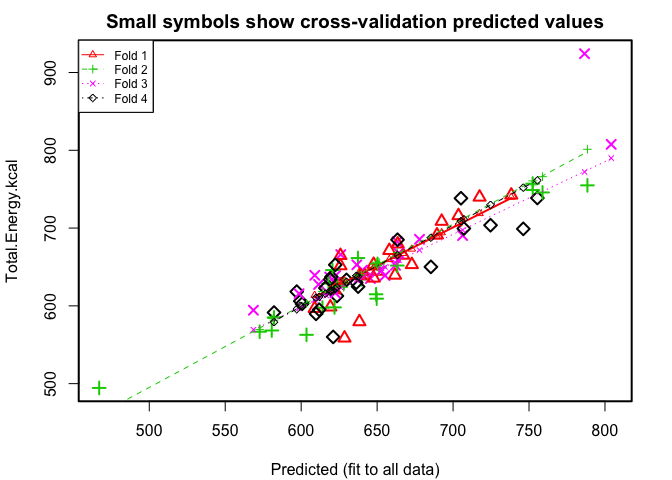 Small symbols show cross-validation predicted values
Fold 1
Fold 2
Fold 3
Fold 4
Total.Energy.kcal
900
800
700
600
500
500 550 600 650 700 750 800
Predicted (fit to all data)